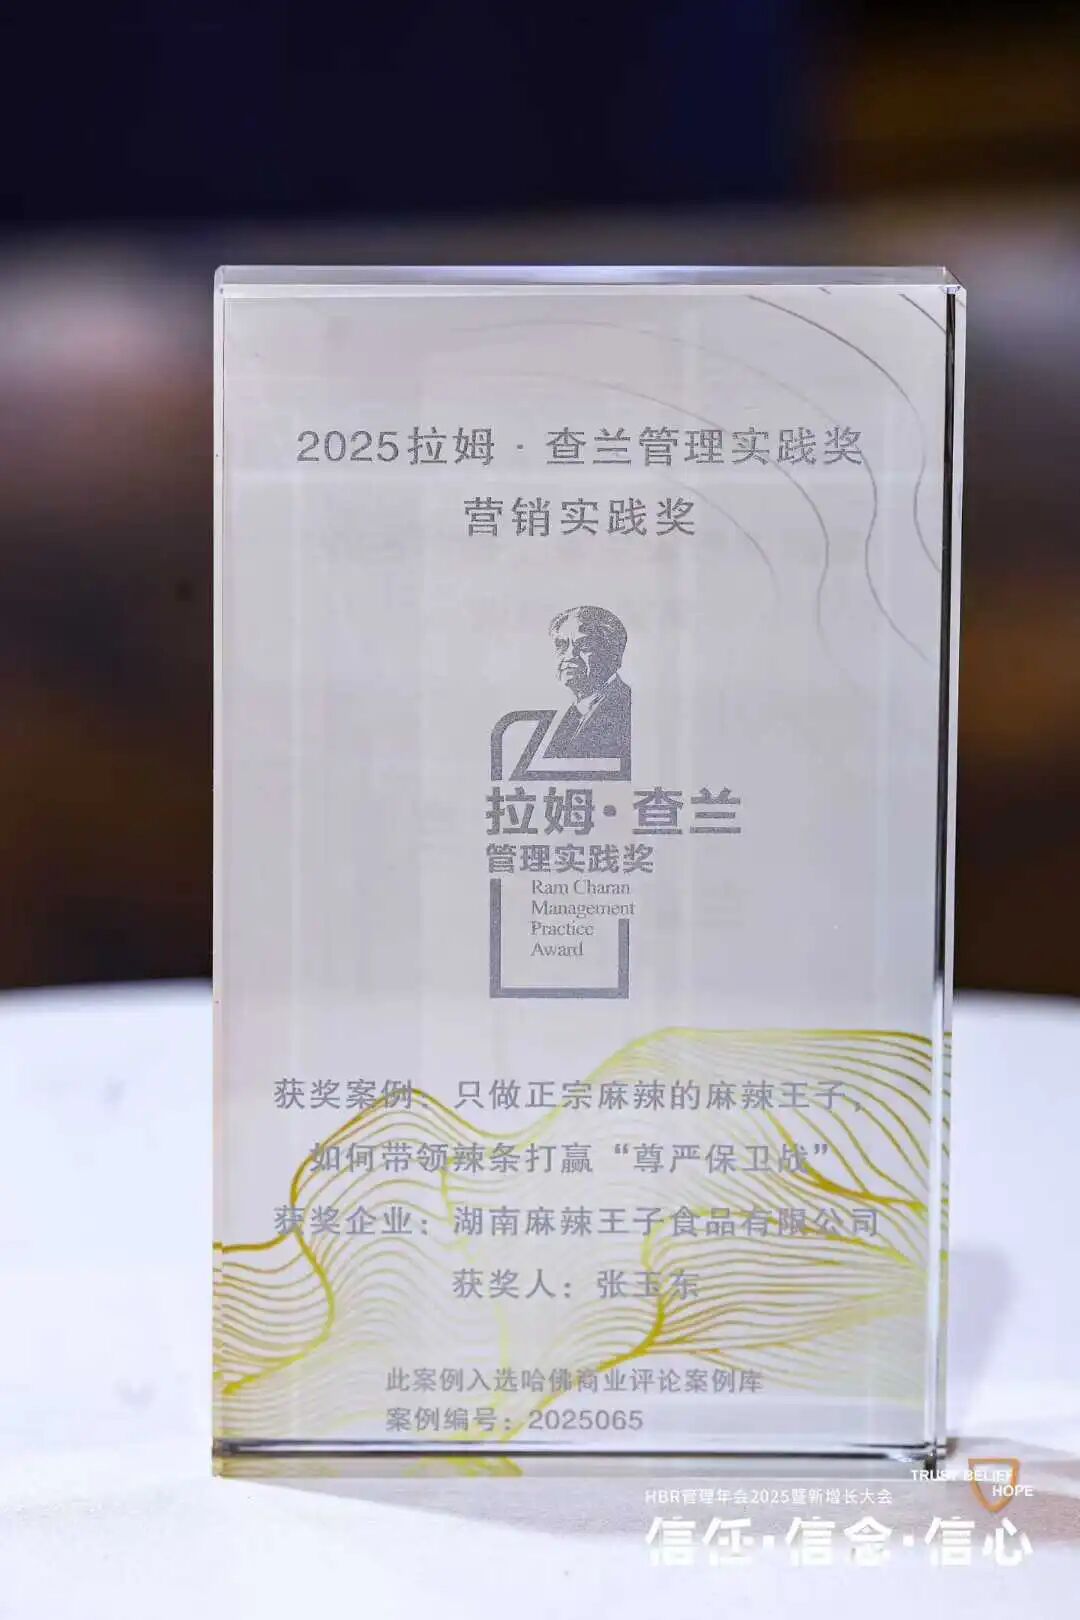 2025拉姆·查兰管理实践奖
营销实践奖
拉姆·查兰
管理实践奖
Ram Charan
Management
Practice
Award
获奖案例：只做正宗麻辣的麻辣王子，
如何带领辣条打赢“尊严保卫战”
获奖企业：湖南麻辣王子食品有限公司
获奖人：张玉东
此案例入选哈佛商业评论案例库
案例编号：2025065
TRUST BELIEF
HOPE
HBR管理年会2025暨新增长大会
信任·信念·信心